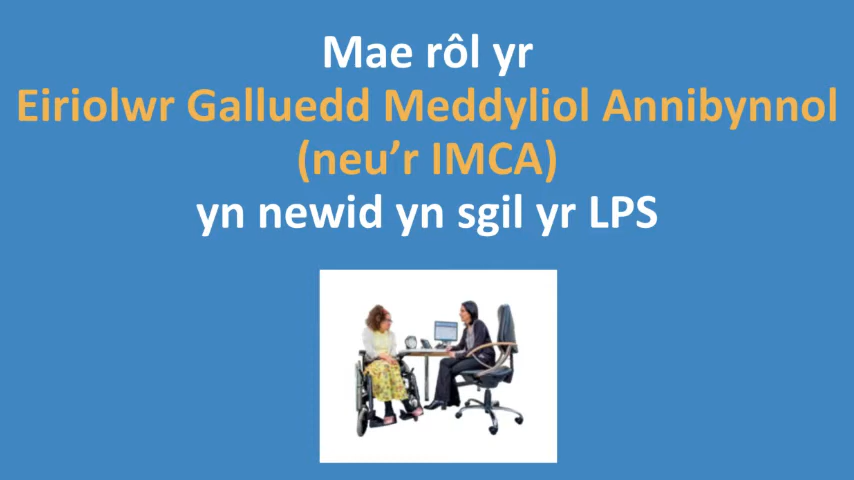 Mae rôl yr
Eiriolwr Galluedd Meddyliol Annibynnol
(neu’r IMCA)
yn newid yn sgil yr LPS